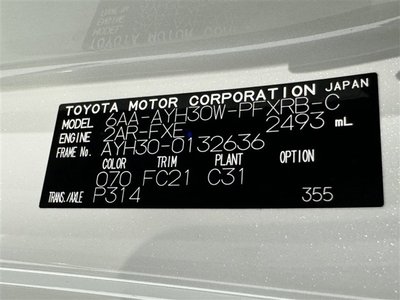 TOYOTA MOTOR CORPORATION JAPAN
MODEL 6AA-AYH30W-PFXRB-C
ENGINE 2AR-FXE 2493 mL
FRAME No. AYH30-0132636
COLOR TRIM PLANT OPTION
070 FC21 C31
TRANS./AXLE P314 355